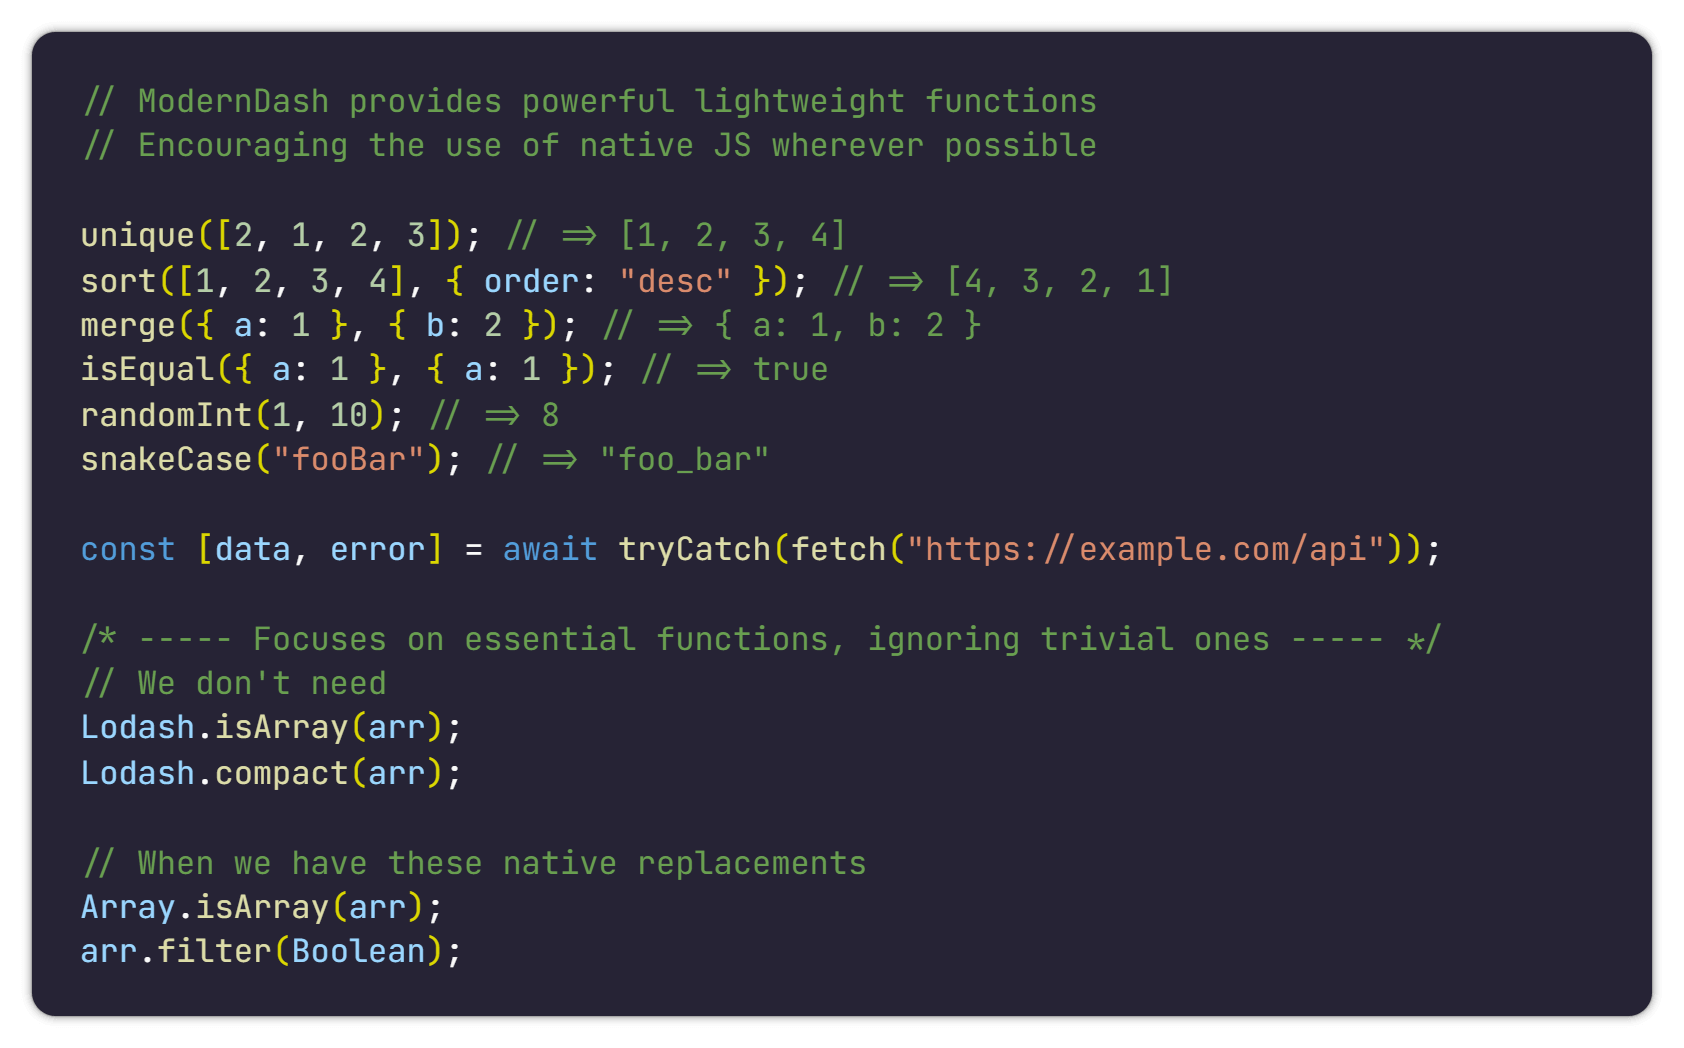 // ModernDash provides powerful lightweight functions
// Encouraging the use of native JS wherever possible
unique([2, 1, 2, 3]); // => [1, 2, 3, 4]
sort([1, 2, 3, 4], { order: "desc" }); // => [4, 3, 2, 1]
merge({ a: 1 }, { b: 2 }); // => { a: 1, b: 2 }
isEqual({ a: 1 }, { a: 1 }); // => true
randomInt(1, 10); // => 8
snakeCase("fooBar"); // => "foo_bar"
const [data, error] = await tryCatch(fetch("https://example.com/api"));
/* ----- Focuses on essential functions, ignoring trivial ones ----- */
// We don't need
Lodash.isArray(arr);
Lodash.compact(arr);
// When we have these native replacements
Array.isArray(arr);
arr.filter(Boolean);